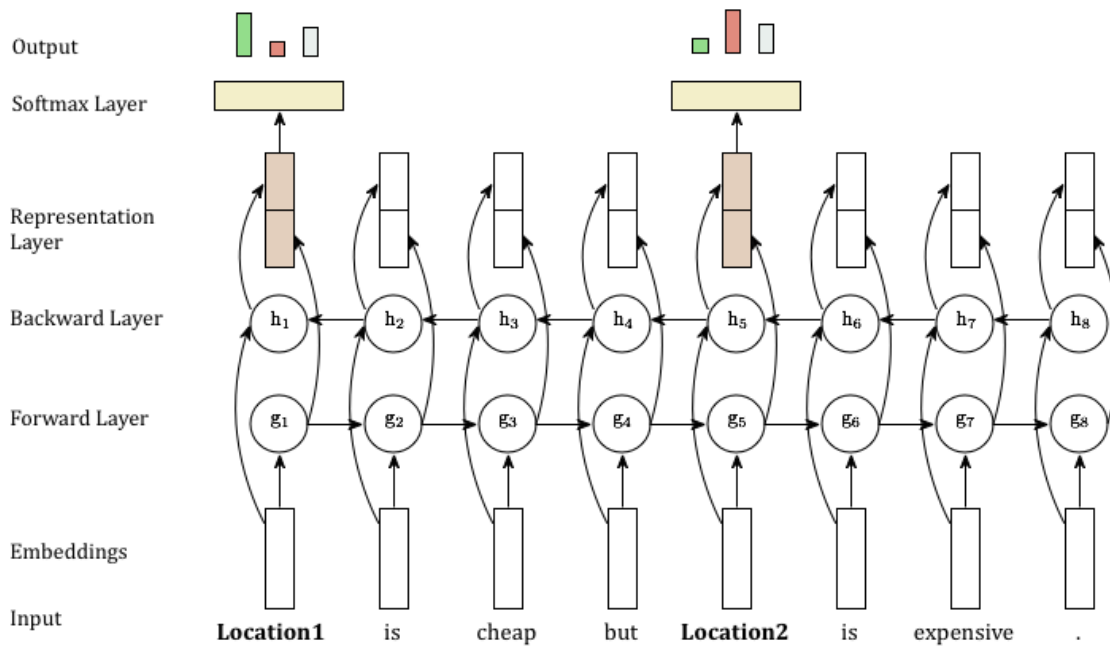 Output
Softmax Layer
Representation
Layer
Backward Layer h₁ h₂ h₃ h₄ h₅ h₆ h₇ h₈
Forward Layer g₁ g₂ g₃ g₄ g₅ g₆ g₇ g₈
Embeddings
Input
Location1 is cheap but Location2 is expensive .